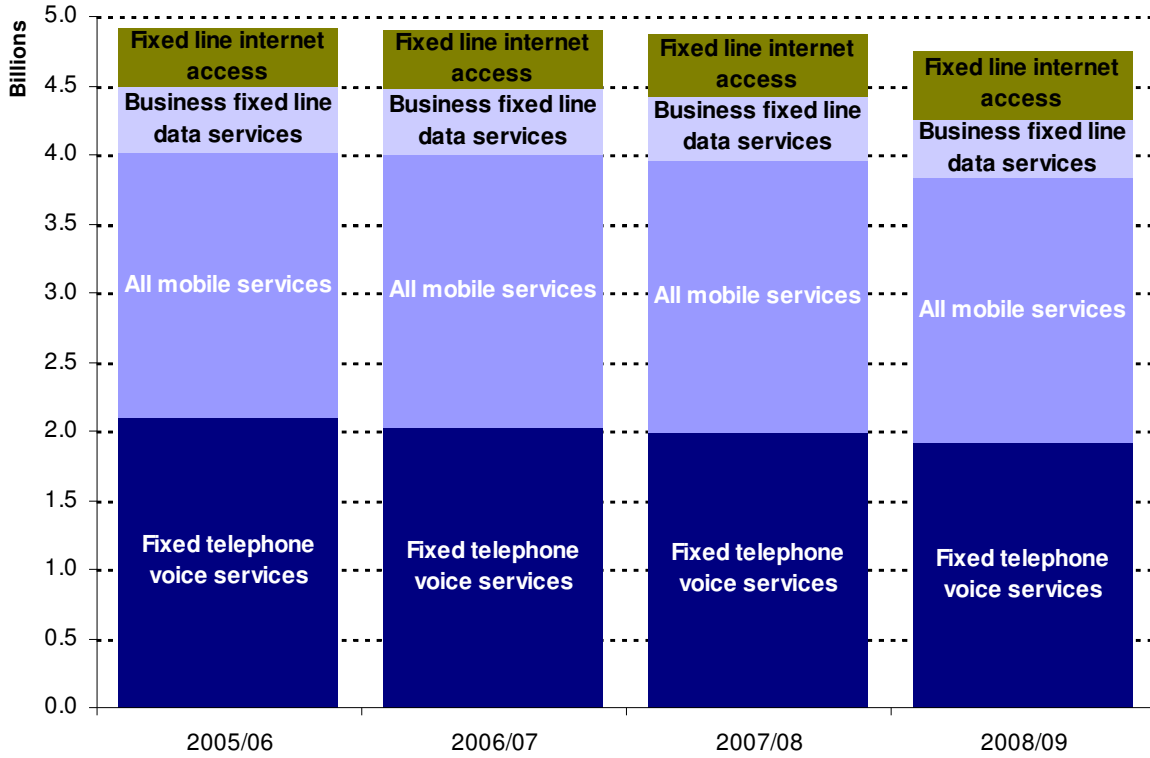 Billions
5.0
4.5
4.0
3.5
3.0
2.5
2.0
1.5
1.0
0.5
0.0
Fixed line internet
access
Business fixed line
data services
All mobile services
Fixed telephone
voice services
Fixed line internet
access
Business fixed line
data services
All mobile services
Fixed telephone
voice services
Fixed line internet
access
Business fixed line
data services
All mobile services
Fixed telephone
voice services
Fixed line internet
access
Business fixed line
data services
All mobile services
Fixed telephone
voice services
2005/06
2006/07
2007/08
2008/09